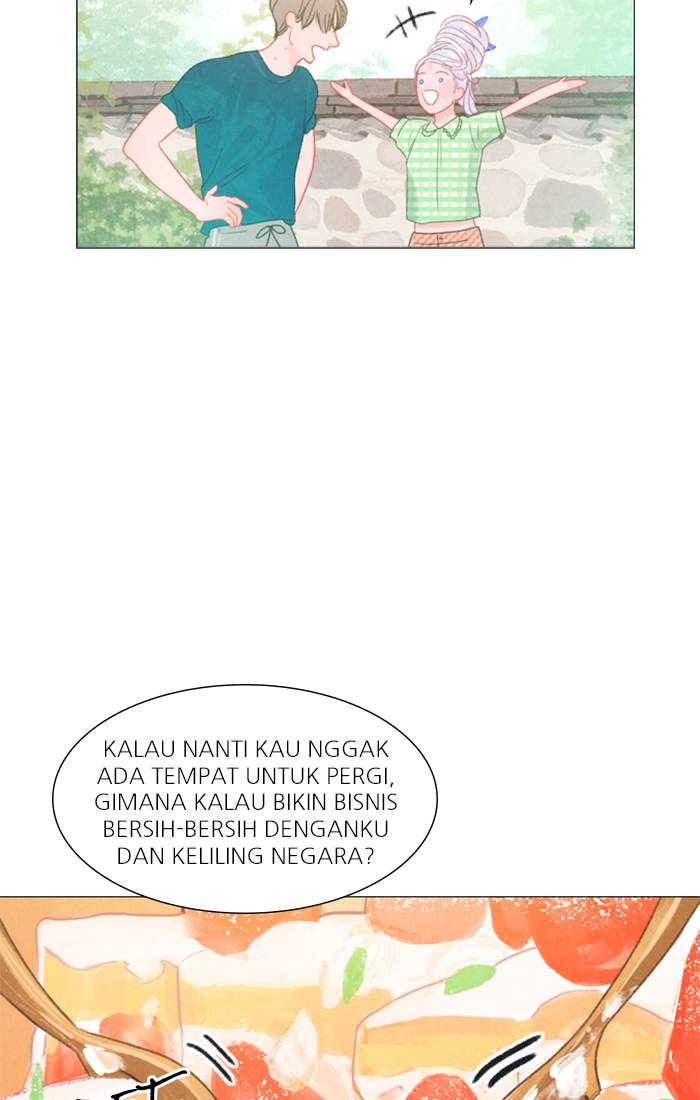 KALAU NANTI KAU NGGAK
ADA TEMPAT UNTUK PERGI,
GIMANA KALAU BIKIN BISNIS
BERSIH-BERSIH DENGANKU
DAN KELILING NEGARA?